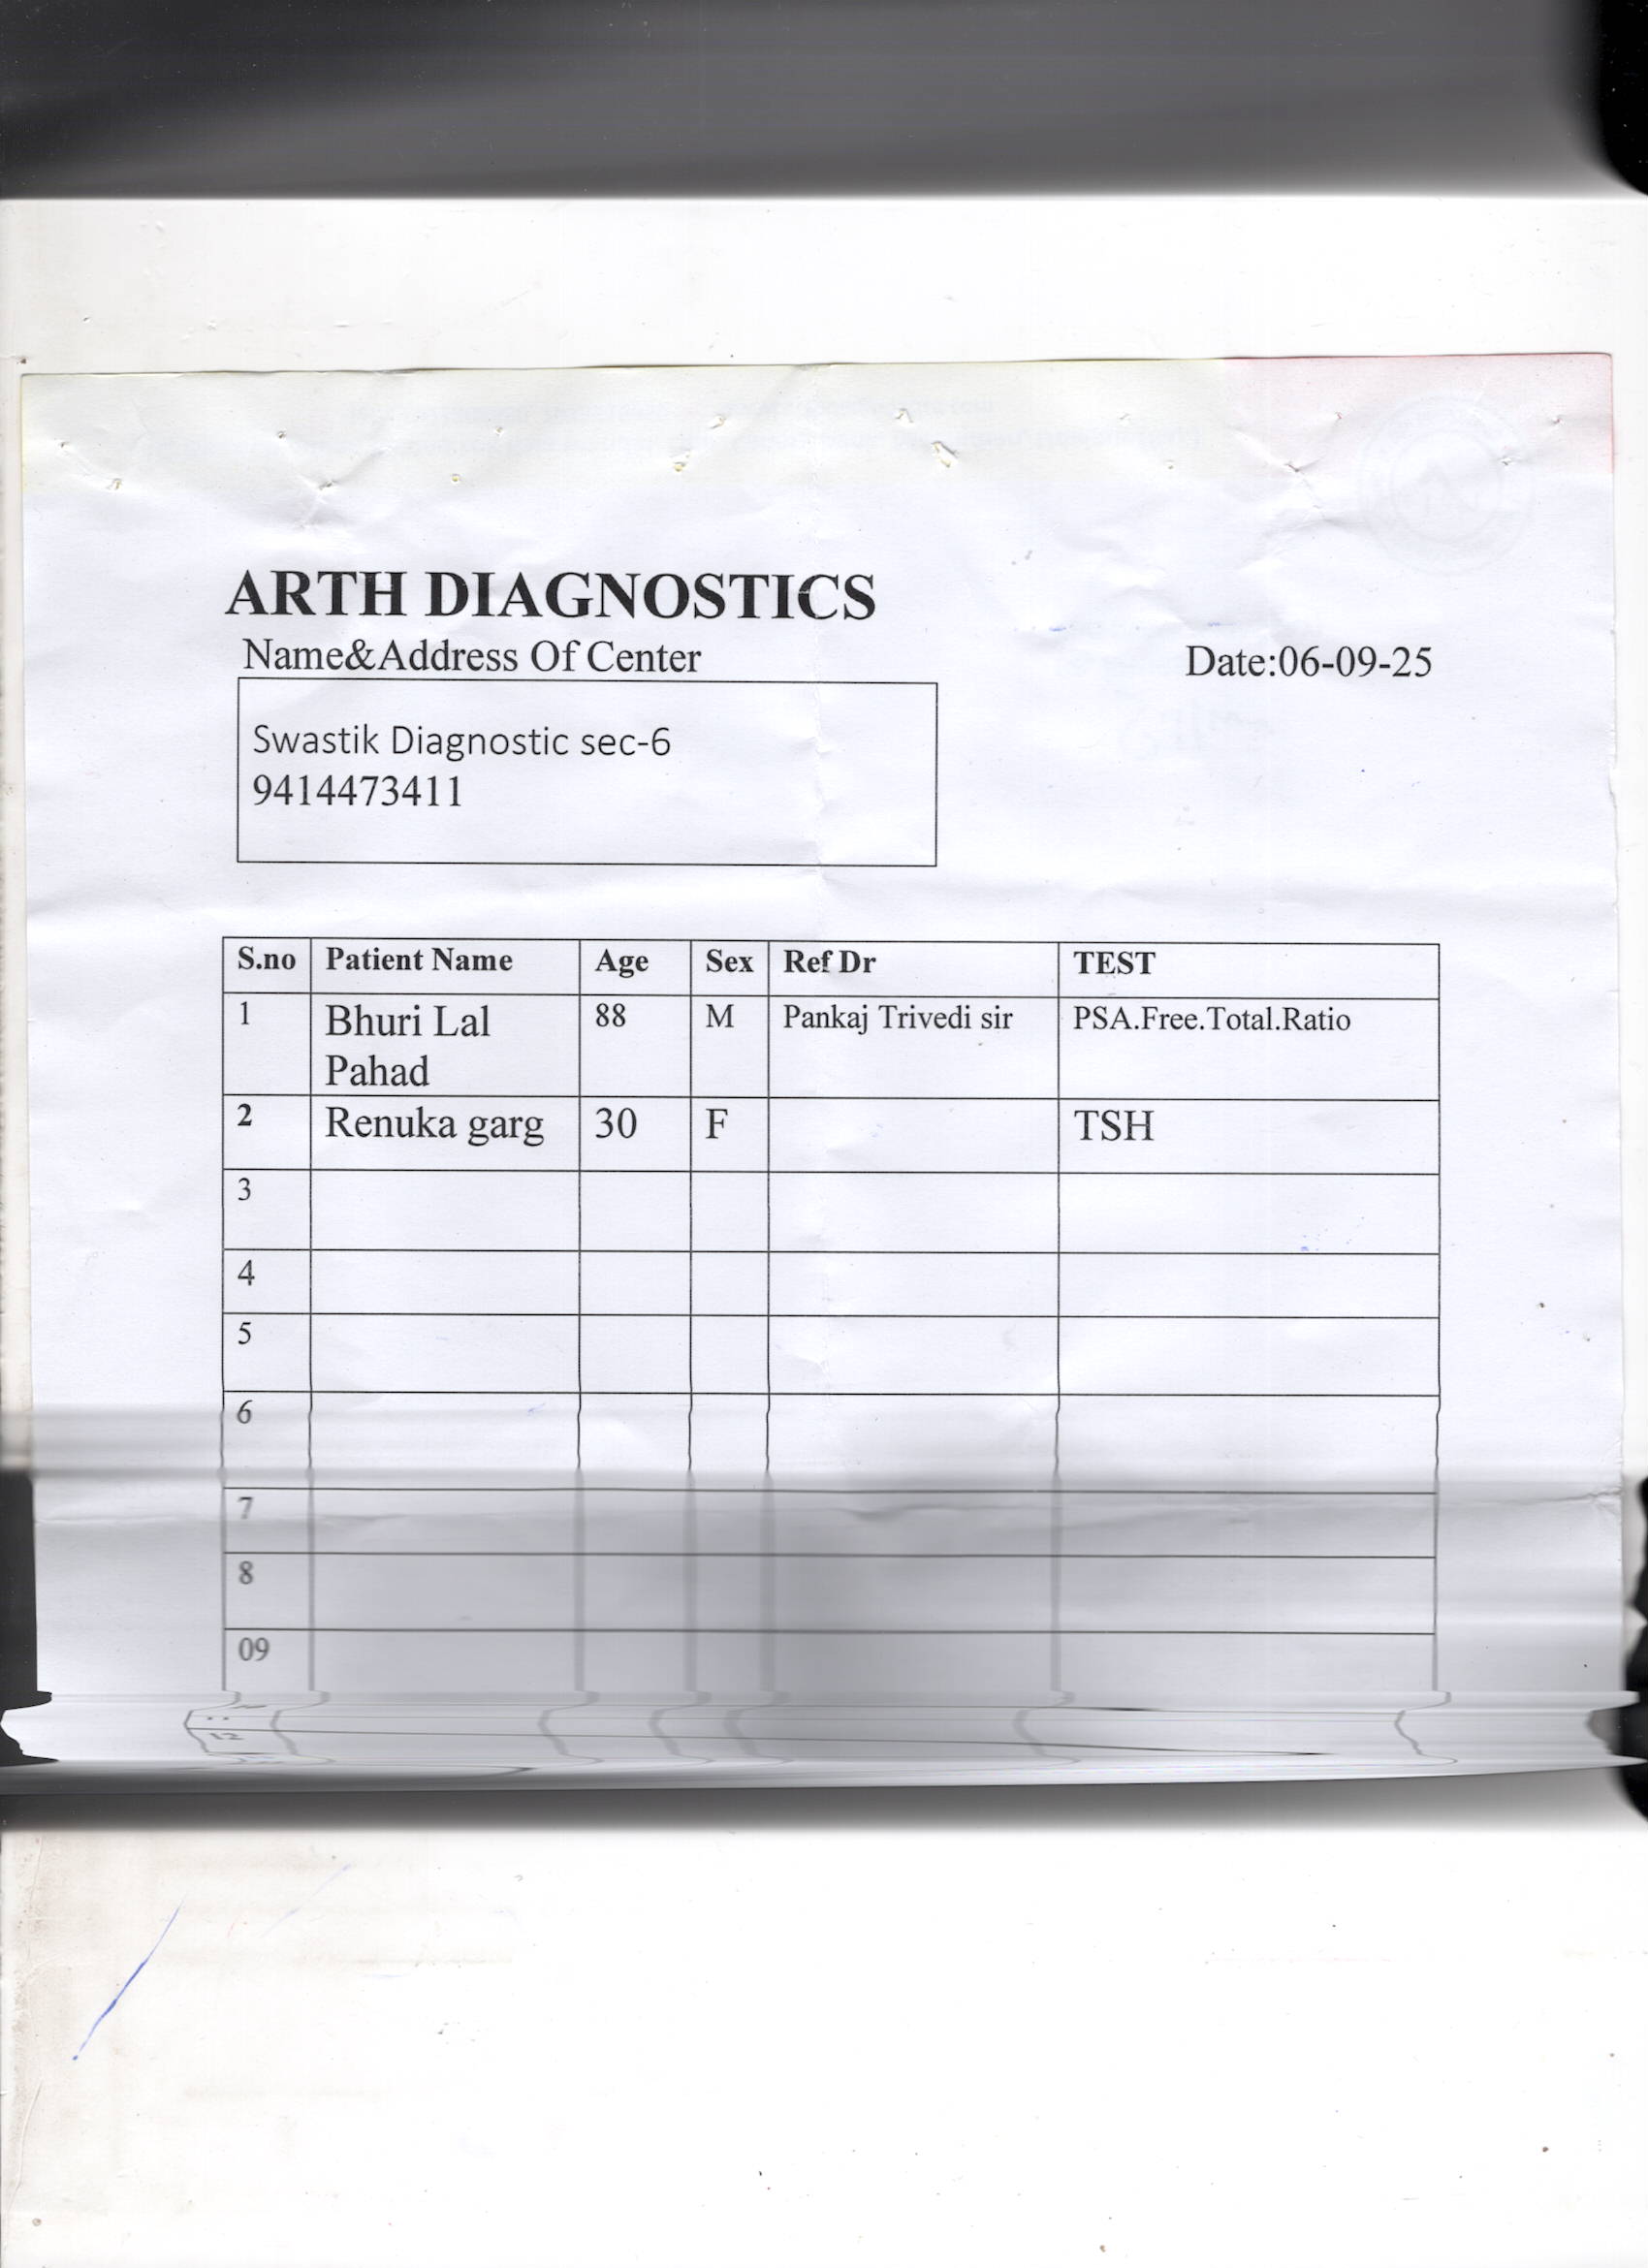 ARTH DIAGNOSTICS
Name&Address Of Center
Date:06-09-25
Swastik Diagnostic sec-6
9414473411
S.no Patient Name Age Sex Ref Dr TEST
1 Bhuri Lal 88 M Pankaj Trivedi sir PSA.Free.Total.Ratio
Pahad
2 Renuka garg 30 F TSH
3
4
5
6
7
8
09
12